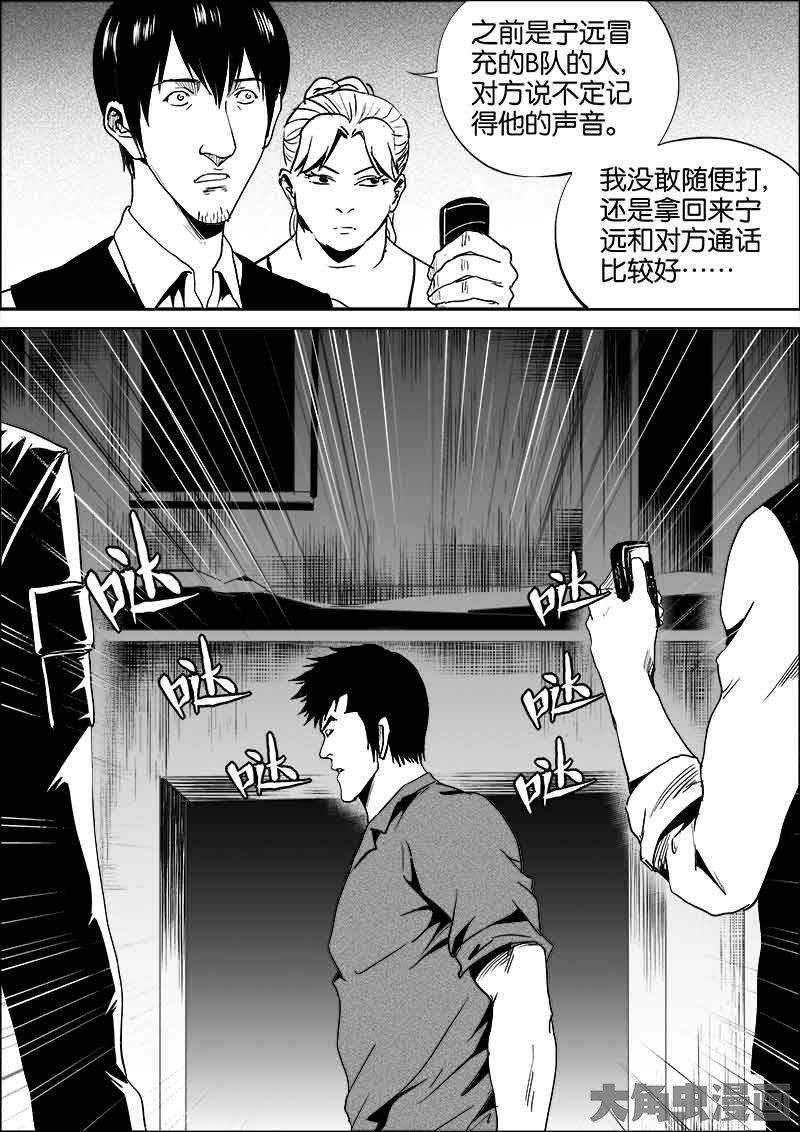 之前是宁远冒
充的B队的人,
对方说不定记
得他的声音。
我没敢随便打,
还是拿回来宁
远和对方通话
比较好……
哒
哒
哒
哒
哒
哒
大角虫漫画